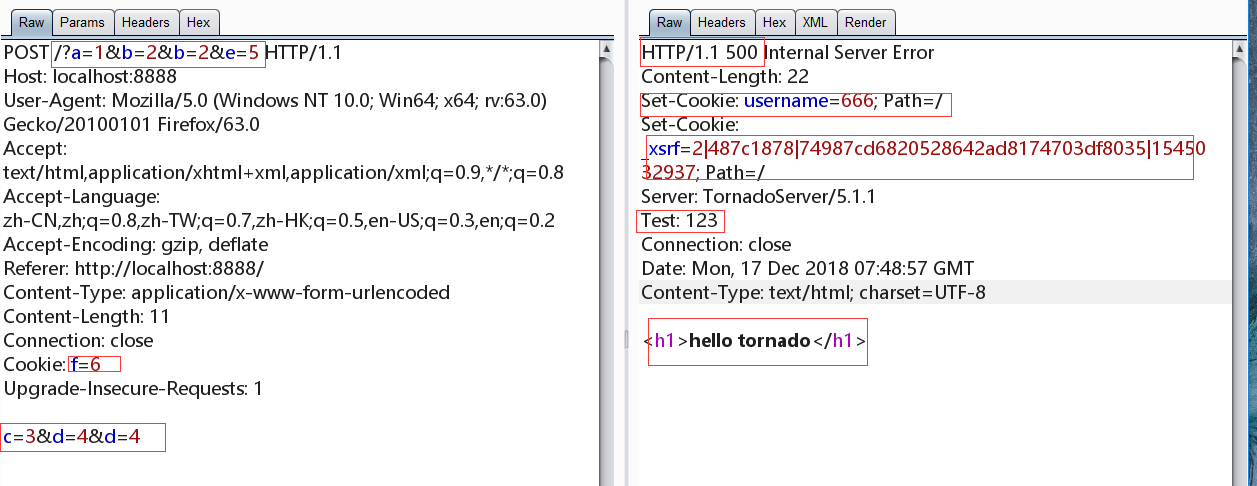 Raw Params Headers Hex
POST /?a=1&b=2&b=2&e=5 HTTP/1.1
Host: localhost:8888
User-Agent: Mozilla/5.0 (Windows NT 10.0; Win64; x64; rv:63.0)
Gecko/20100101 Firefox/63.0
Accept:
text/html,application/xhtml+xml,application/xml;q=0.9,*/*;q=0.8
Accept-Language:
zh-CN,zh;q=0.8,zh-TW;q=0.7,zh-HK;q=0.5,en-US;q=0.3,en;q=0.2
Accept-Encoding: gzip, deflate
Referer: http://localhost:8888/
Content-Type: application/x-www-form-urlencoded
Content-Length: 11
Connection: close
Cookie: f=6
Upgrade-Insecure-Requests: 1
c=3&d=4&d=4
Raw Headers Hex XML Render
HTTP/1.1 500 Internal Server Error
Content-Length: 22
Set-Cookie: username=666; Path=/
Set-Cookie:
_xsrf=2|487c1878|74987cd6820528642ad8174703df8035|15450
32937; Path=/
Server: TornadoServer/5.1.1
Test: 123
Connection: close
Date: Mon, 17 Dec 2018 07:48:57 GMT
Content-Type: text/html; charset=UTF-8
<h1>hello tornado</h1>